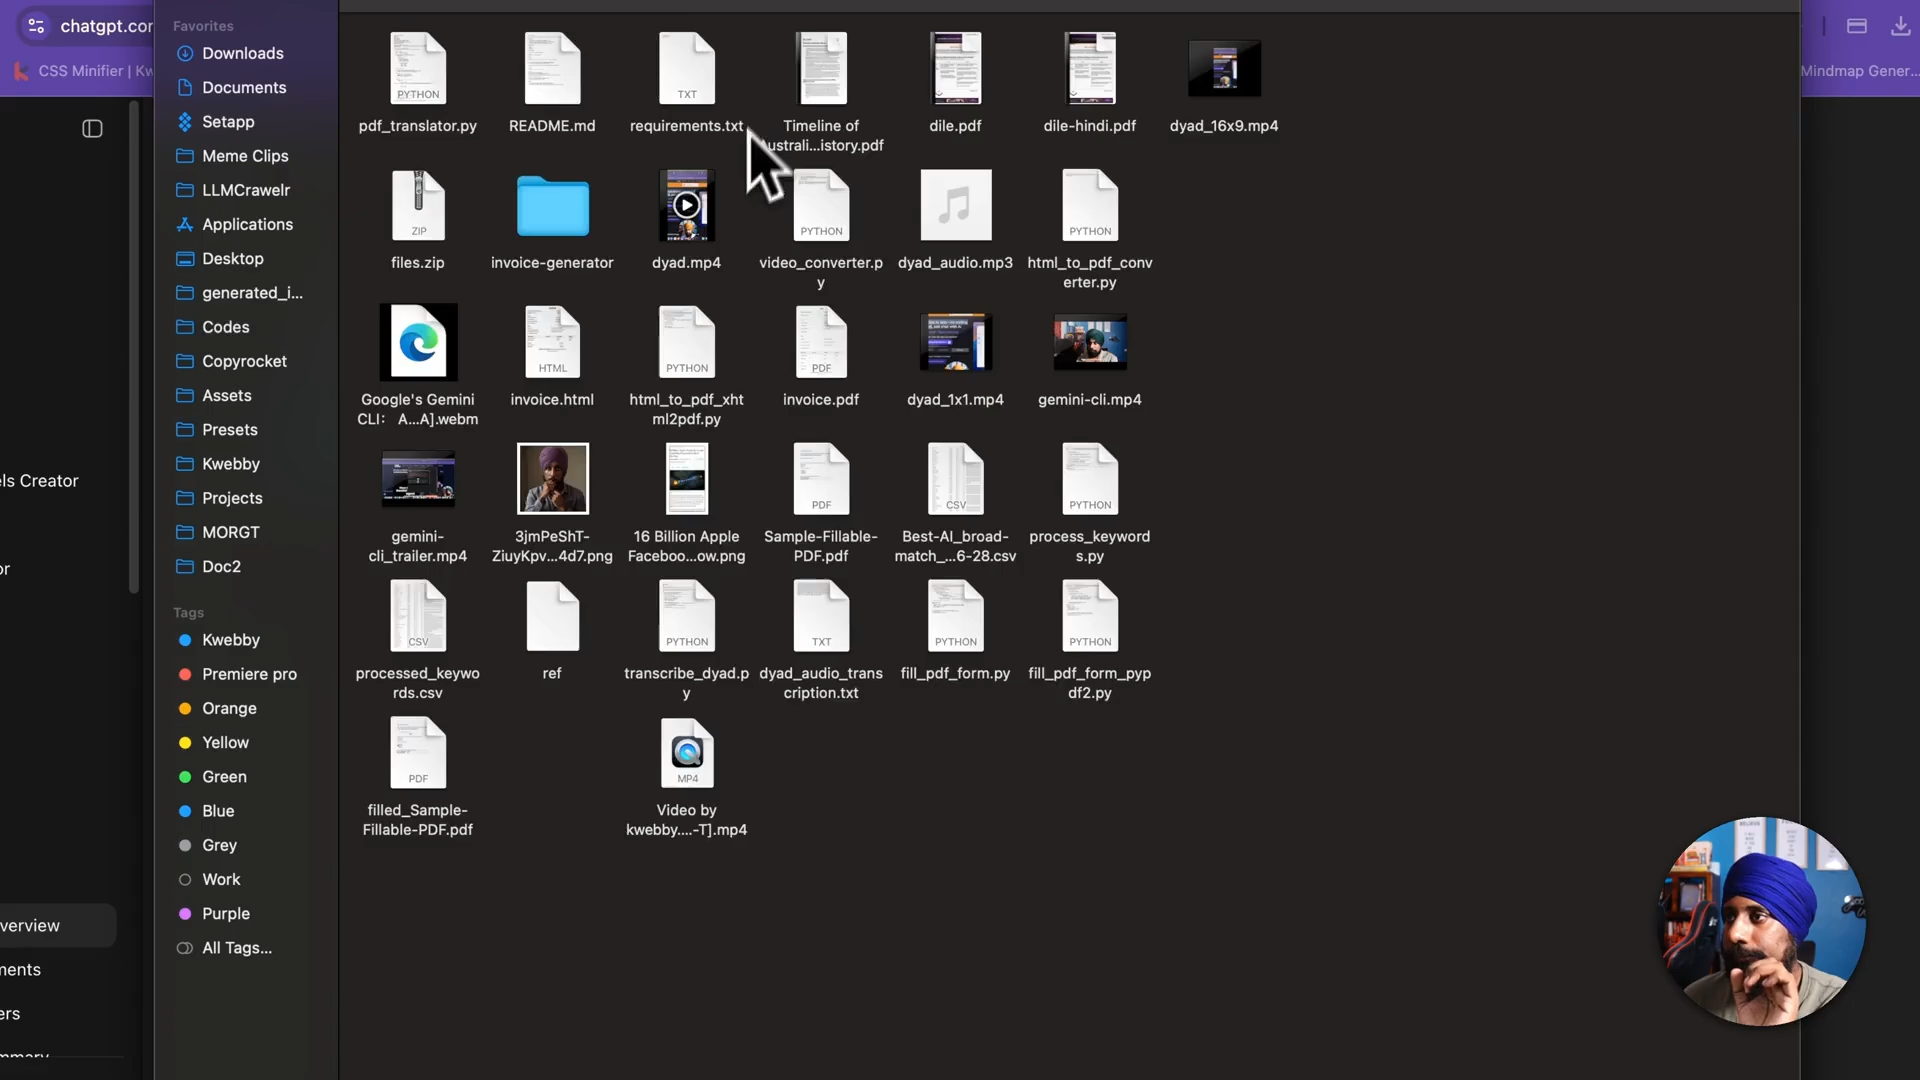 chatgpt.cor
CSS Minifier | Kw
Mindmap Gener...
ls Creator
or
verview
nents
ers
mmary
Favorites
Downloads
Documents
Setapp
Meme Clips
LLMCrawelr
Applications
Desktop
generated_i...
Codes
Copyrocket
Assets
Presets
Kwebby
Projects
MORGT
Doc2
Tags
Kwebby
Premiere pro
Orange
Yellow
Green
Blue
Grey
Work
Purple
All Tags...
PYTHON
TXT
pdf_translator.py
README.md
requirements.txt
Timeline of
ustrali...istory.pdf
dile.pdf
dile-hindi.pdf
dyad_16x9.mp4
ZIP
PYTHON
PYTHON
files.zip
invoice-generator
dyad.mp4
video_converter.p
y
dyad_audio.mp3
html_to_pdf_conv
erter.py
HTML
PYTHON
PDF
Google's Gemini
CLI: A...A].webm
invoice.html
html_to_pdf_xht
ml2pdf.py
invoice.pdf
dyad_1x1.mp4
gemini-cli.mp4
PDF
CSV
PYTHON
gemini-
cli_trailer.mp4
3jmPeShT-
ZiuyKpv...4d7.png
16 Billion Apple
Faceboo...ow.png
Sample-Fillable-
PDF.pdf
Best-AI_broad-
match_...6-28.csv
process_keyword
s.py
CSV
PYTHON
TXT
PYTHON
PYTHON
processed_keywo
rds.csv
ref
transcribe_dyad.p
y
dyad_audio_trans
cription.txt
fill_pdf_form.py
fill_pdf_form_pyp
df2.py
PDF
MP4
filled_Sample-
Fillable-PDF.pdf
Video by
kwebby....-T].mp4